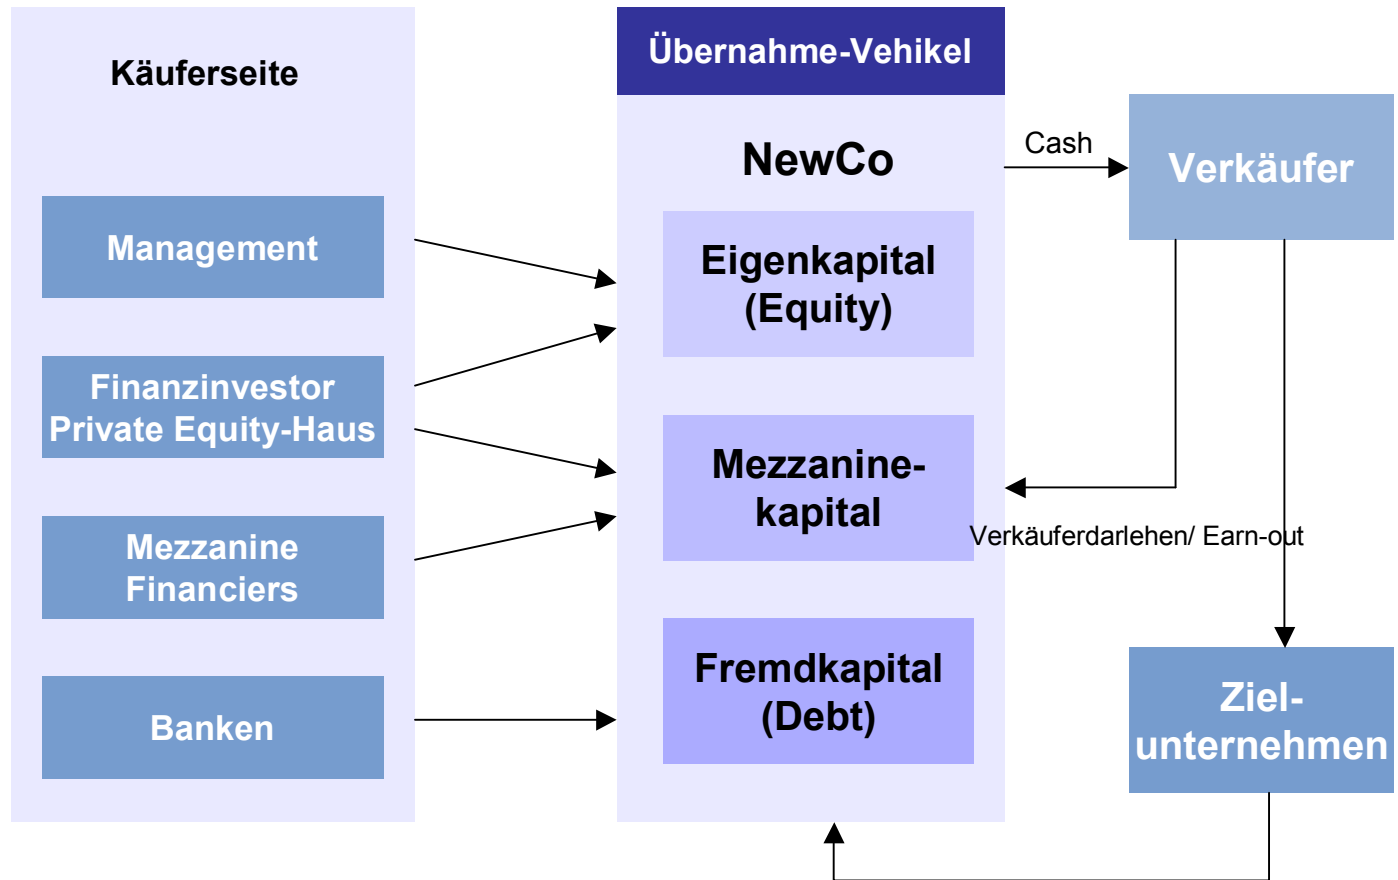 Käuferseite
Management
Finanzinvestor
Private Equity-Haus
Mezzanine
Financiers
Banken
Übernahme-Vehikel
NewCo
Eigenkapital
(Equity)
Mezzanine-
kapital
Fremdkapital
(Debt)
Cash
Verkäufer
Verkäuferdarlehen/ Earn-out
Ziel-
unternehmen